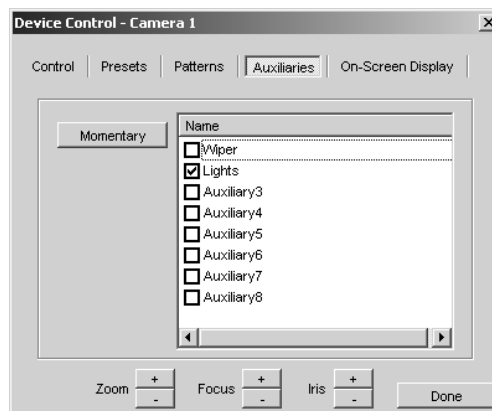 Device Control - Camera 1
Control Presets Patterns Auxiliaries On-Screen Display
Momentary
Name
Wiper
Lights
Auxiliary3
Auxiliary4
Auxiliary5
Auxiliary6
Auxiliary7
Auxiliary8
Zoom + - Focus + - Iris + -
Done